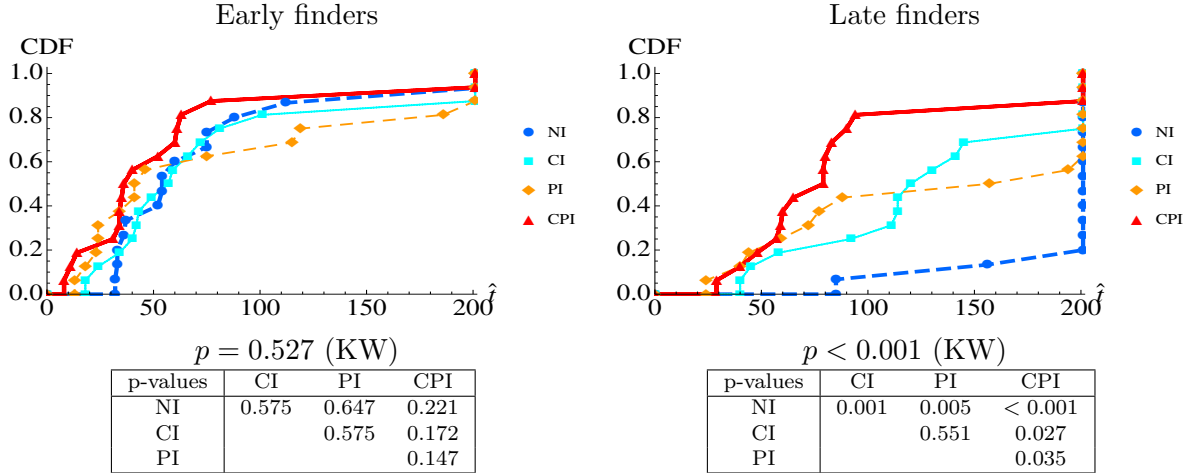 Early finders
CDF
1.0
0.8
0.6
0.4
0.2
0.0
0 50 100 150 200 t̂
NI
CI
PI
CPI
p = 0.527 (KW)
p-values CI PI CPI
NI 0.575 0.647 0.221
CI 0.575 0.172
PI 0.147
Late finders
CDF
1.0
0.8
0.6
0.4
0.2
0.0
0 50 100 150 200 t̂
NI
CI
PI
CPI
p < 0.001 (KW)
p-values CI PI CPI
NI 0.001 0.005 < 0.001
CI 0.551 0.027
PI 0.035